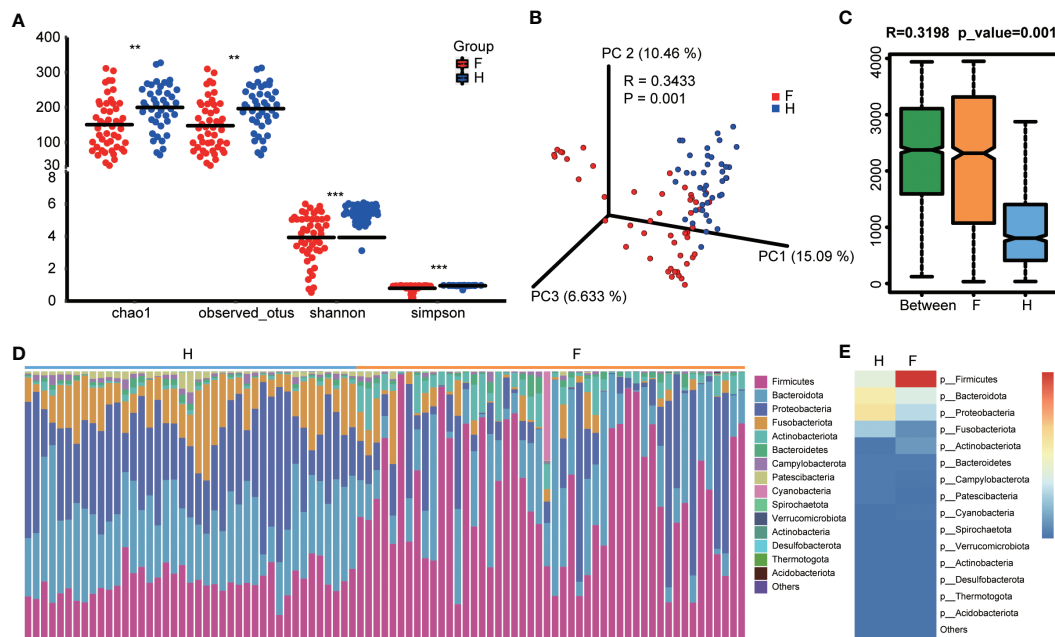 A
400
300
200
100
30
8
6
4
2
0
**
**
***
***
Group
F
H
chao1
observed_otus
shannon
simpson
B
PC 2 (10.46 %)
R = 0.3433
P = 0.001
F
H
PC1 (15.09 %)
PC3 (6.633 %)
C
R=0.3198 p_value=0.001
4000
3000
2000
1000
0
Between
F
H
D
H
F
Firmicutes
Bacteroidota
Proteobacteria
Fusobacteriota
Actinobacteriota
Bacteroidetes
Campylobacterota
Patescibacteria
Cyanobacteria
Spirochaetota
Verrucomicrobiota
Actinobacteria
Desulfobacterota
Thermotogota
Acidobacteriota
Others
E
H
F
p__Firmicutes
p__Bacteroidota
p__Proteobacteria
p__Fusobacteriota
p__Actinobacteriota
p__Bacteroidetes
p__Campylobacterota
p__Patescibacteria
p__Cyanobacteria
p__Spirochaetota
p__Verrucomicrobiota
p__Actinobacteria
p__Desulfobacterota
p__Thermotogota
p__Acidobacteriota
Others